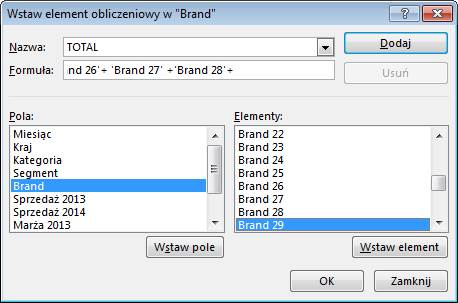 Wstaw element obliczeniowy w "Brand"
Nazwa: TOTAL
Dodaj
Formuła: nd 26'+ 'Brand 27' +'Brand 28'+
Usuń
Pola:
Miesiąc
Kraj
Kategoria
Segment
Brand
Sprzedaż 2013
Sprzedaż 2014
Marża 2013
Wstaw pole
Elementy:
Brand 22
Brand 23
Brand 24
Brand 25
Brand 26
Brand 27
Brand 28
Brand 29
Wstaw element
OK
Zamknij